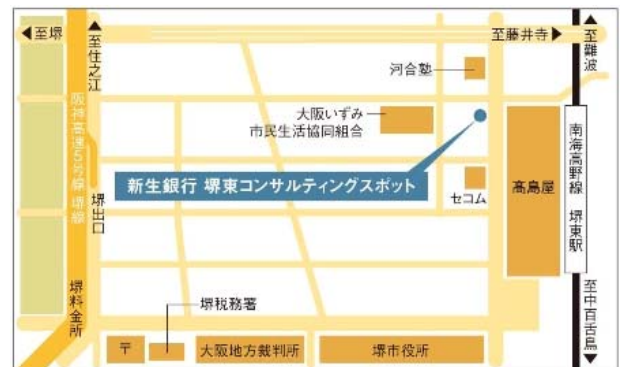 ◀至堺
▲至住之江
至藤井寺▶
▲至難波
河合塾
大阪いずみ
市民生活協同組合
阪神高速5号線 堺線
新生銀行 堺東コンサルティングスポット
セコム
髙島屋
南海高野線 堺東駅
堺出口
堺料金所
堺税務署
至中百舌鳥▼
〒
大阪地方裁判所
堺市役所